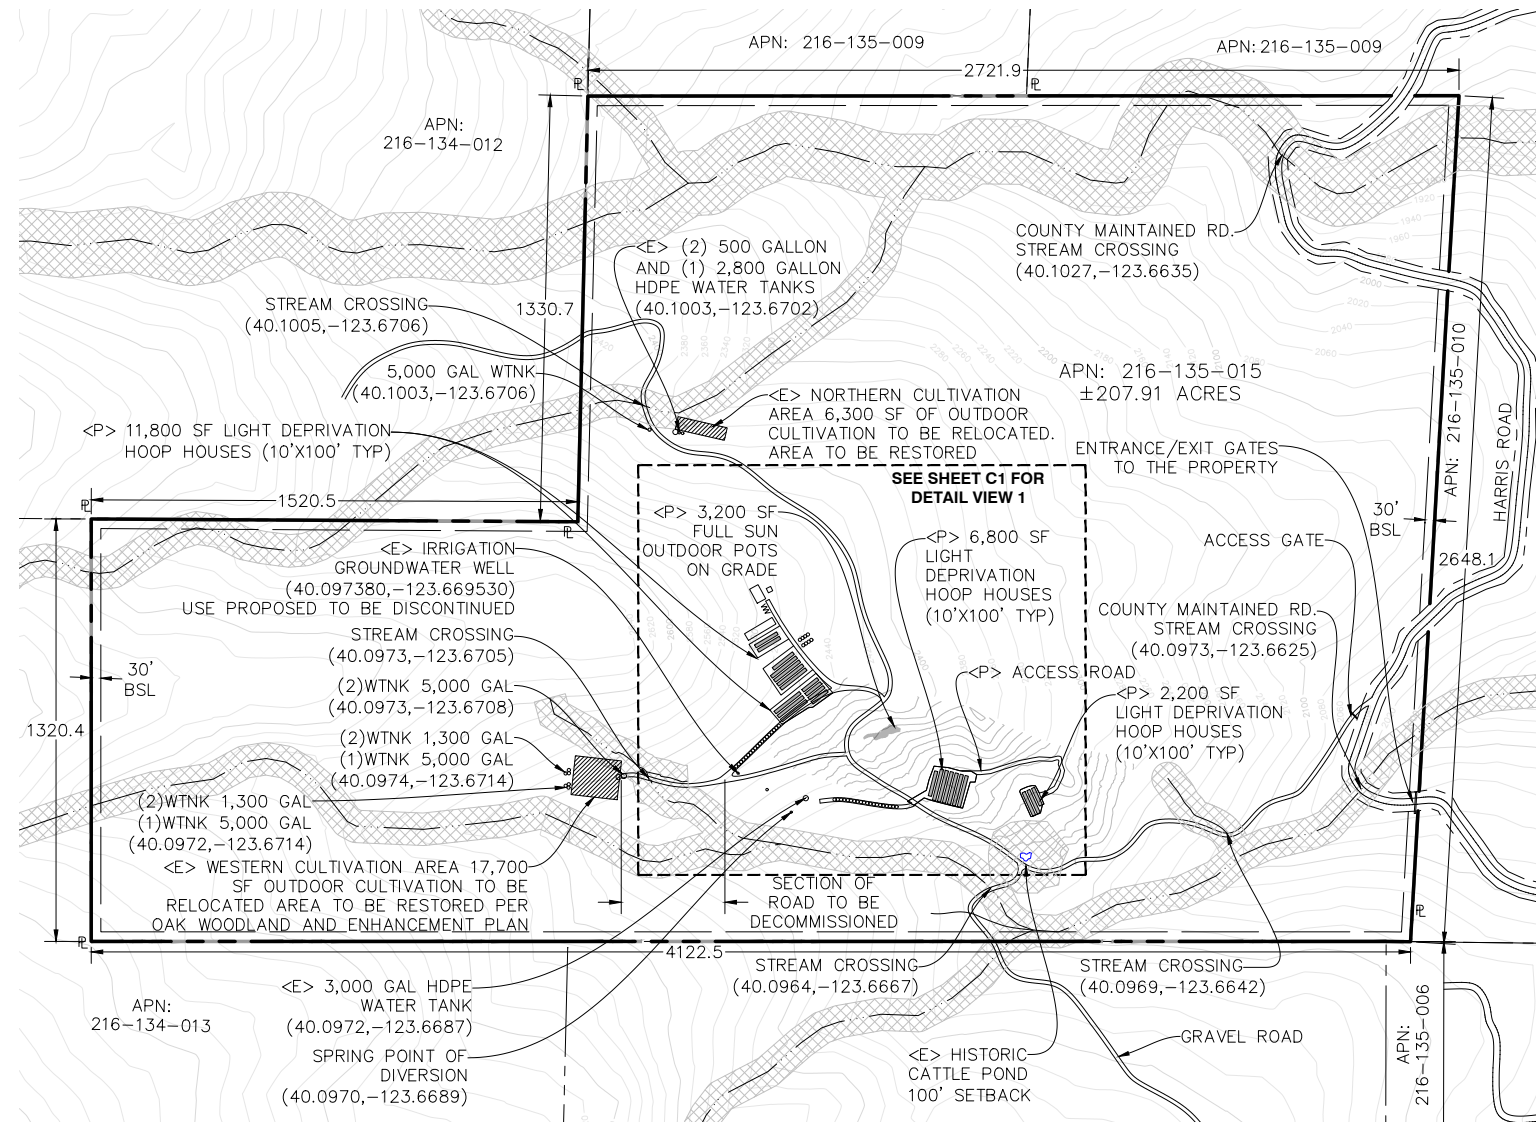 APN: 216-135-009
APN: 216-135-009
2721.9
APN:
216-134-012
COUNTY MAINTAINED RD.
STREAM CROSSING
(40.1027,-123.6635)
<E> (2) 500 GALLON
AND (1) 2,800 GALLON
HDPE WATER TANKS
(40.1003,-123.6702)
STREAM CROSSING
(40.1005,-123.6706)
1330.7
5,000 GAL WTNK
(40.1003,-123.6706)
APN: 216-135-015
±207.91 ACRES
APN: 216-135-010
HARRIS ROAD
<P> 11,800 SF LIGHT DEPRIVATION
HOOP HOUSES (10'X100' TYP)
<E> NORTHERN CULTIVATION
AREA 6,300 SF OF OUTDOOR
CULTIVATION TO BE RELOCATED.
AREA TO BE RESTORED
ENTRANCE/EXIT GATES
TO THE PROPERTY
SEE SHEET C1 FOR
DETAIL VIEW 1
1520.5
<P> 3,200 SF
FULL SUN
OUTDOOR POTS
ON GRADE
<P> 6,800 SF
LIGHT
DEPRIVATION
HOOP HOUSES
(10'X100' TYP)
30'
BSL
ACCESS GATE
2648.1
<E> IRRIGATION
GROUNDWATER WELL
(40.097380,-123.669530)
USE PROPOSED TO BE DISCONTINUED
COUNTY MAINTAINED RD.
STREAM CROSSING
(40.0973,-123.6625)
STREAM CROSSING
(40.0973,-123.6705)
30'
BSL
<P> ACCESS ROAD
(2)WTNK 5,000 GAL
(40.0973,-123.6708)
<P> 2,200 SF
LIGHT DEPRIVATION
HOOP HOUSES
(10'X100' TYP)
1320.4
(2)WTNK 1,300 GAL
(1)WTNK 5,000 GAL
(40.0974,-123.6714)
(2)WTNK 1,300 GAL
(1)WTNK 5,000 GAL
(40.0972,-123.6714)
<E> WESTERN CULTIVATION AREA 17,700
SF OUTDOOR CULTIVATION TO BE
RELOCATED AREA TO BE RESTORED PER
OAK WOODLAND AND ENHANCEMENT PLAN
SECTION OF
ROAD TO BE
DECOMMISSIONED
4122.5
STREAM CROSSING
(40.0964,-123.6667)
STREAM CROSSING
(40.0969,-123.6642)
<E> 3,000 GAL HDPE
WATER TANK
(40.0972,-123.6687)
APN:
216-134-013
SPRING POINT OF
DIVERSION
(40.0970,-123.6689)
<E> HISTORIC
CATTLE POND
100' SETBACK
GRAVEL ROAD
APN:
216-135-006